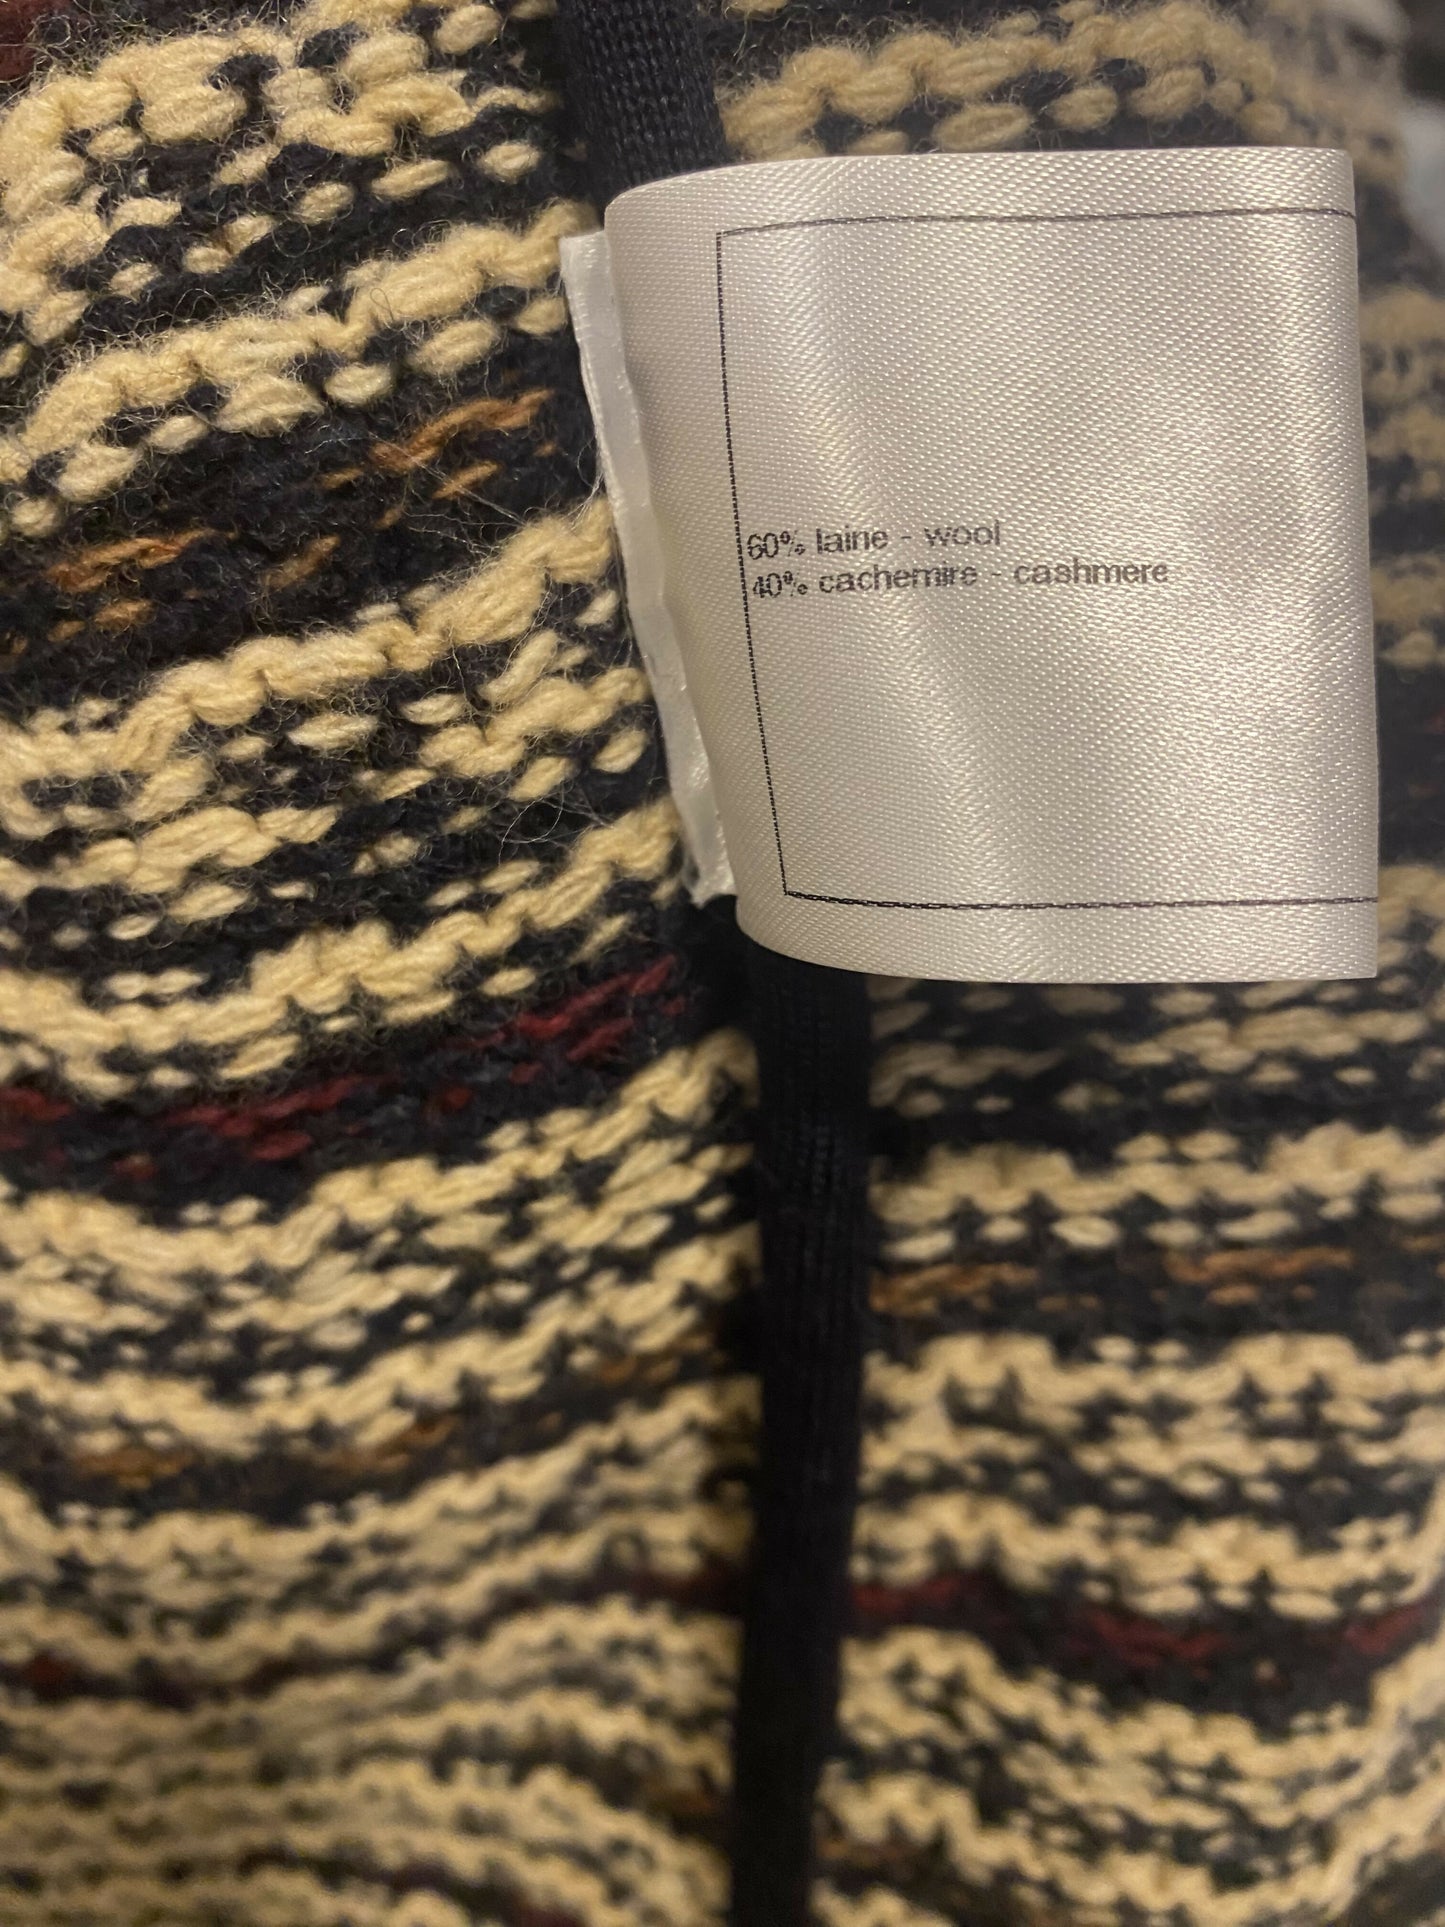 60% laine - wool
40% cachemire - cashmere